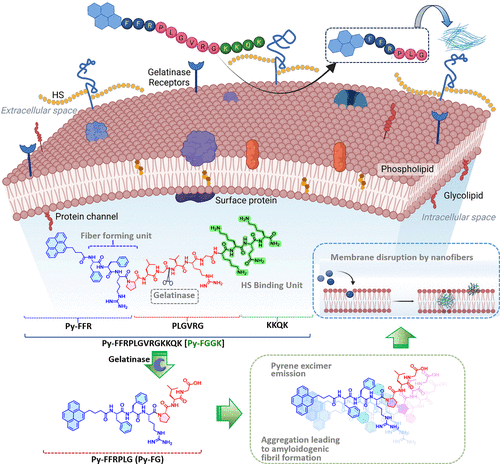 F F R P L G V R G K K Q K
F F R P L G
HS
Gelatinase
Receptors
Extracellular space
Phospholipid
Glycolipid
Surface protein
Intracellular space
Protein channel
Fiber forming unit
Gelatinase
HS Binding Unit
Membrane disruption by nanofibers
Py-FFR
PLGVRG
KKQK
Py-FFRPLGVRGKKQK [Py-FGGK]
Gelatinase
Pyrene excimer
emission
Py-FFRPLG (Py-FG)
Aggregation leading
to amyloidogenic
fibril formation